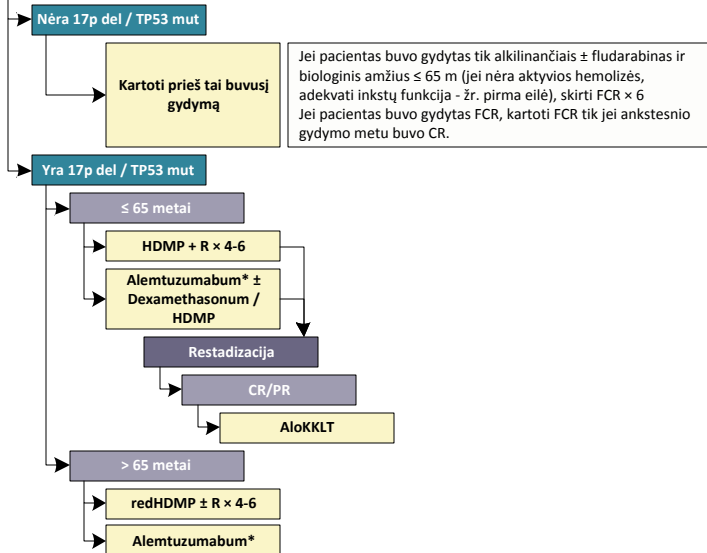 Nėra 17p del / TP53 mut
Kartoti prieš tai buvusį
gydymą
Jei pacientas buvo gydytas tik alkilinančiais ± fludarabinas ir
biologinis amžius ≤ 65 m (jei nėra aktyvios hemolizės,
adekvati inkstų funkcija - žr. pirma eilė), skirti FCR × 6
Jei pacientas buvo gydytas FCR, kartoti FCR tik jei ankstesnio
gydymo metu buvo CR.
Yra 17p del / TP53 mut
≤ 65 metai
HDMP + R × 4-6
Alemtuzumabum* ±
Dexamethasonum /
HDMP
Restadizacija
CR/PR
AloKKLT
> 65 metai
redHDMP ± R × 4-6
Alemtuzumabum*